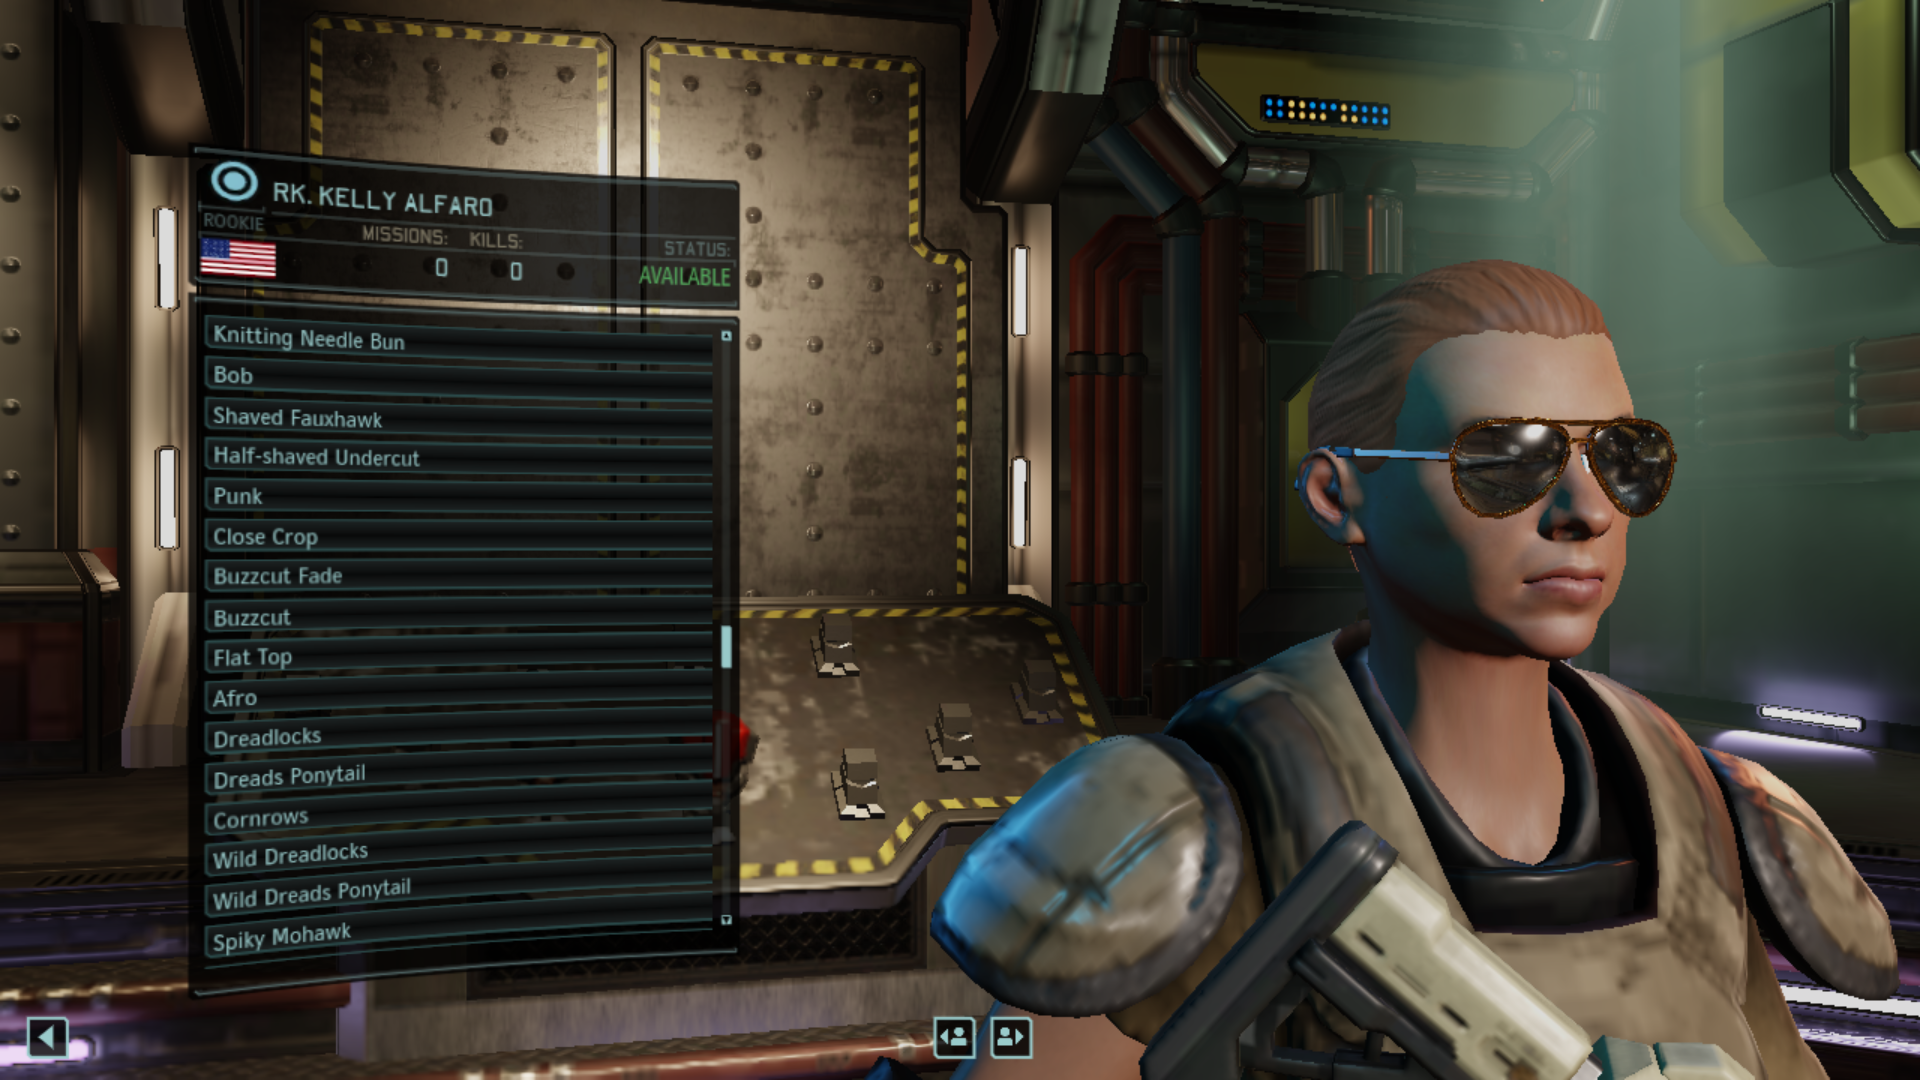 RK. KELLY ALFARO
ROOKIE
MISSIONS: KILLS: STATUS:
0 0 AVAILABLE
Knitting Needle Bun
Bob
Shaved Fauxhawk
Half-shaved Undercut
Punk
Close Crop
Buzzcut Fade
Buzzcut
Flat Top
Afro
Dreadlocks
Dreads Ponytail
Cornrows
Wild Dreadlocks
Wild Dreads Ponytail
Spiky Mohawk